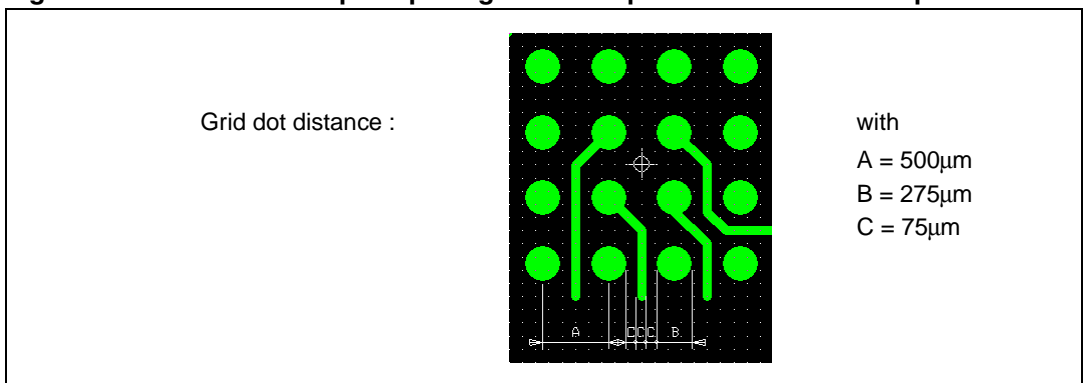 Grid dot distance :
with
A = 500µm
B = 275µm
C = 75µm
A CCC B